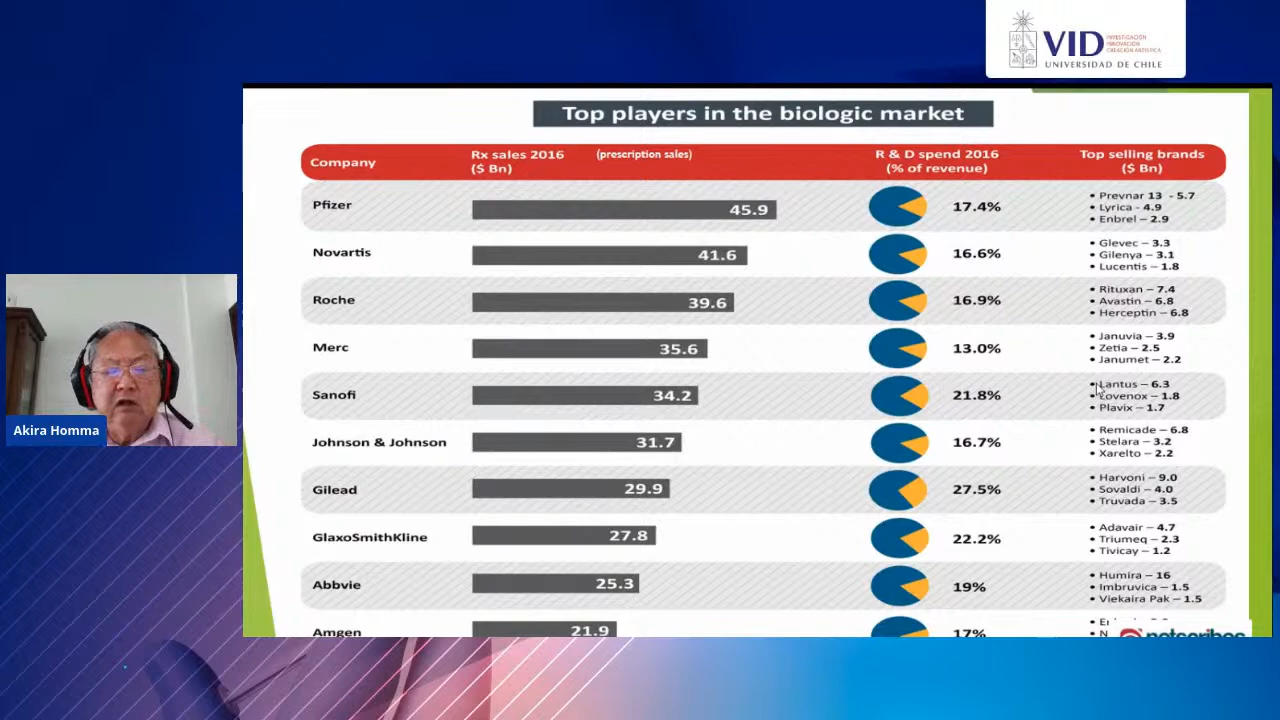 VID
INVESTIGACIÓN
INNOVACIÓN
CREACIÓN ARTÍSTICA
UNIVERSIDAD DE CHILE
Top players in the biologic market
Company
Rx sales 2016 (prescription sales)
($ Bn)
R & D spend 2016
(% of revenue)
Top selling brands
($ Bn)
Pfizer
45.9
17.4%
• Prevnar 13 - 5.7
• Lyrica - 4.9
• Enbrel – 2.9
Novartis
41.6
16.6%
• Glevec – 3.3
• Gilenya – 3.1
• Lucentis – 1.8
Roche
39.6
16.9%
• Rituxan – 7.4
• Avastin – 6.8
• Herceptin – 6.8
Merc
35.6
13.0%
• Januvia – 3.9
• Zetia – 2.5
• Janumet – 2.2
Sanofi
34.2
21.8%
• Lantus – 6.3
• Lovenox – 1.8
• Plavix – 1.7
Johnson & Johnson
31.7
16.7%
• Remicade – 6.8
• Stelara – 3.2
• Xarelto – 2.2
Gilead
29.9
27.5%
• Harvoni – 9.0
• Sovaldi – 4.0
• Truvada – 3.5
GlaxoSmithKline
27.8
22.2%
• Adavair – 4.7
• Triumeq – 2.3
• Tivicay – 1.2
Abbvie
25.3
19%
• Humira – 16
• Imbruvica – 1.5
• Viekaira Pak – 1.5
Amgen
21.9
17%
netscribes
Akira Homma